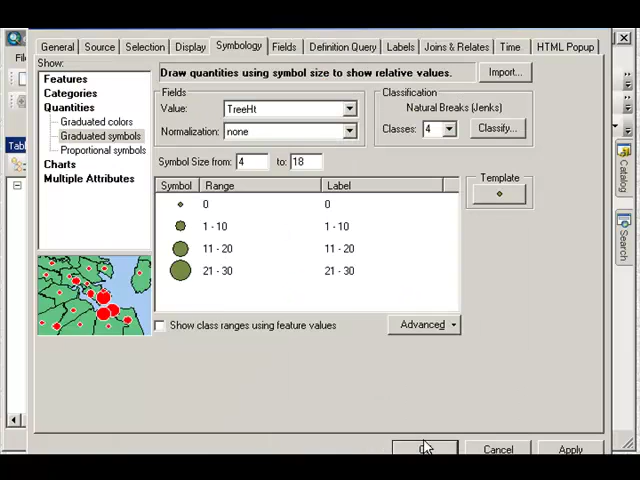 General Source Selection Display Symbology Fields Definition Query Labels Joins & Relates Time HTML Popup
Show:
Features
Categories
Quantities
Graduated colors
Graduated symbols
Proportional symbols
Charts
Multiple Attributes
Draw quantities using symbol size to show relative values.
Import...
Fields
Value: TreeHt
Normalization: none
Classification
Natural Breaks (Jenks)
Classes: 4 Classify...
Symbol Size from: 4 to: 18
Symbol Range Label
0 0
1 - 10 1 - 10
11 - 20 11 - 20
21 - 30 21 - 30
Template
Show class ranges using feature values
Advanced
Cancel Apply
Catalog
Search